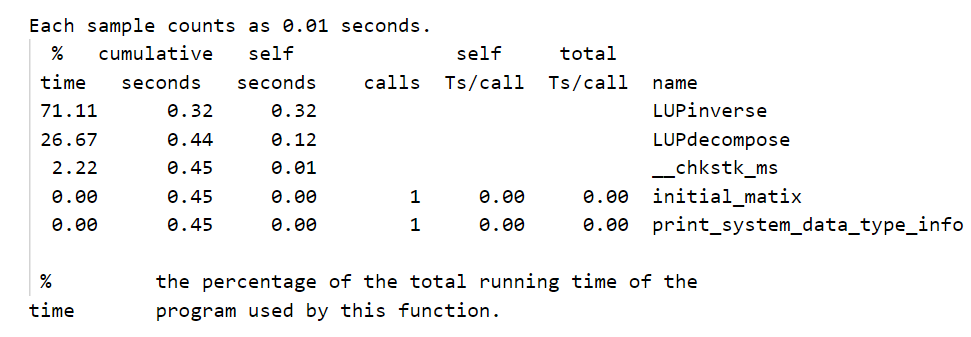 Each sample counts as 0.01 seconds.
% cumulative self self total
time seconds seconds calls Ts/call Ts/call name
71.11 0.32 0.32 LUPinverse
26.67 0.44 0.12 LUPdecompose
2.22 0.45 0.01 __chkstk_ms
0.00 0.45 0.00 1 0.00 0.00 initial_matix
0.00 0.45 0.00 1 0.00 0.00 print_system_data_type_info
% the percentage of the total running time of the
time program used by this function.